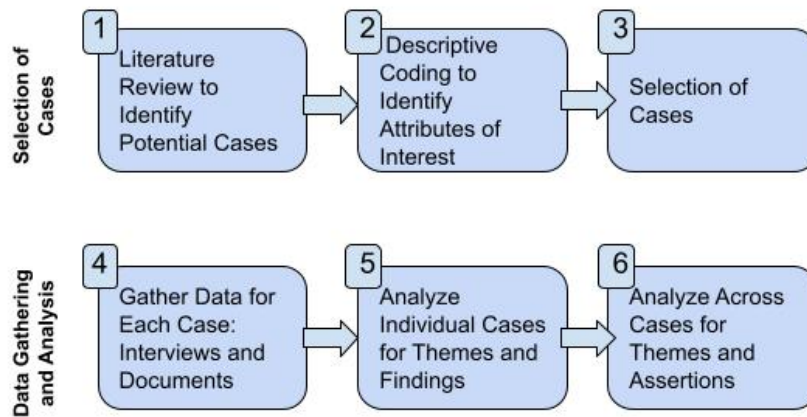 Selection of
Cases
1
Literature
Review to
Identify
Potential Cases
2
Descriptive
Coding to
Identify
Attributes of
Interest
3
Selection of
Cases
Data Gathering
and Analysis
4
Gather Data for
Each Case:
Interviews and
Documents
5
Analyze
Individual Cases
for Themes and
Findings
6
Analyze Across
Cases for
Themes and
Assertions